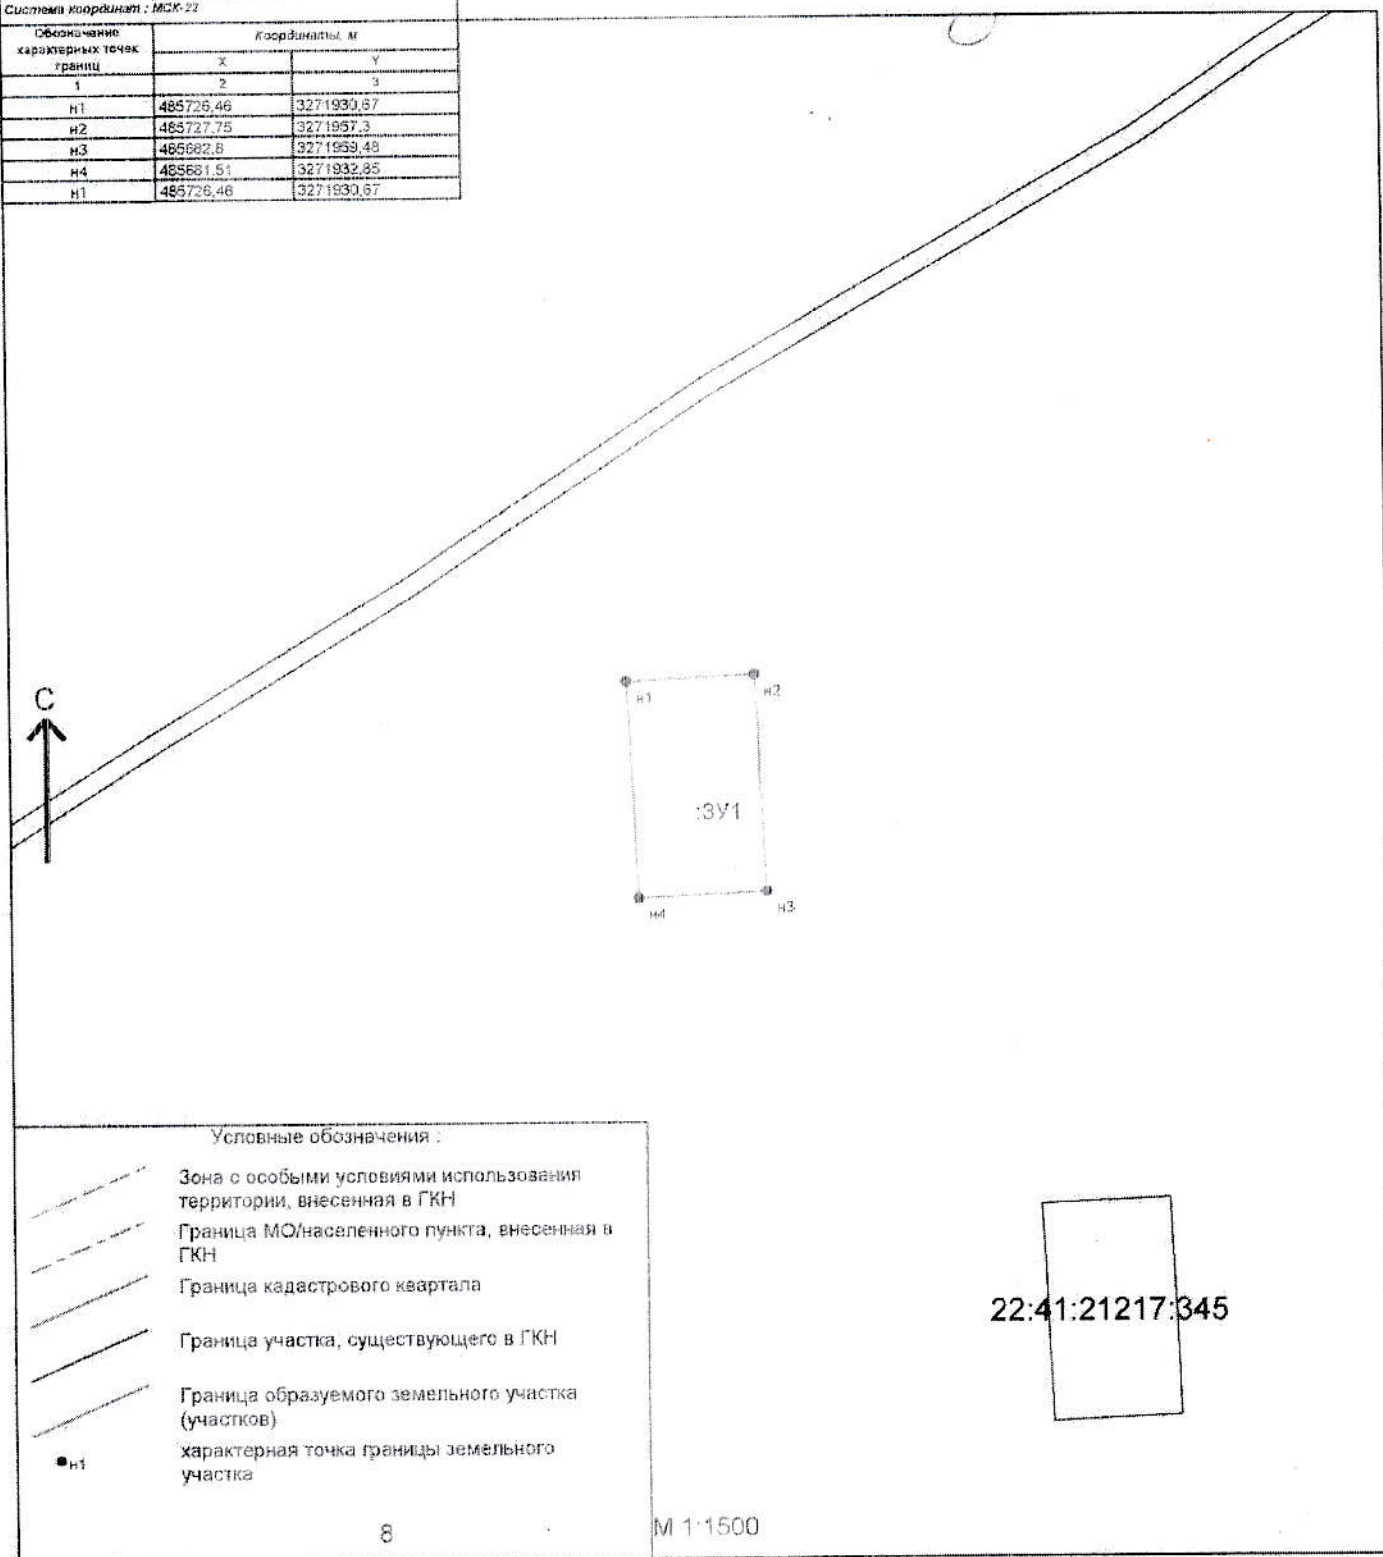 Система координат : МСК-22
Обозначение характерных точек границ | Координаты, м
X | Y
1 | 2 | 3
н1 | 485726,46 | 3271930,67
н2 | 485727,75 | 3271957,3
н3 | 485682,8 | 3271959,48
н4 | 485681,51 | 3271932,85
н1 | 485726,46 | 3271930,67
С
н1
н2
:ЗУ1
н4
н3
Условные обозначения :
Зона с особыми условиями использования
территории, внесенная в ГКН
Граница МО/населенного пункта, внесенная в
ГКН
Граница кадастрового квартала
Граница участка, существующего в ГКН
Граница образуемого земельного участка
(участков)
н1
характерная точка границы земельного
участка
22:41:21217:345
8
М 1:1500